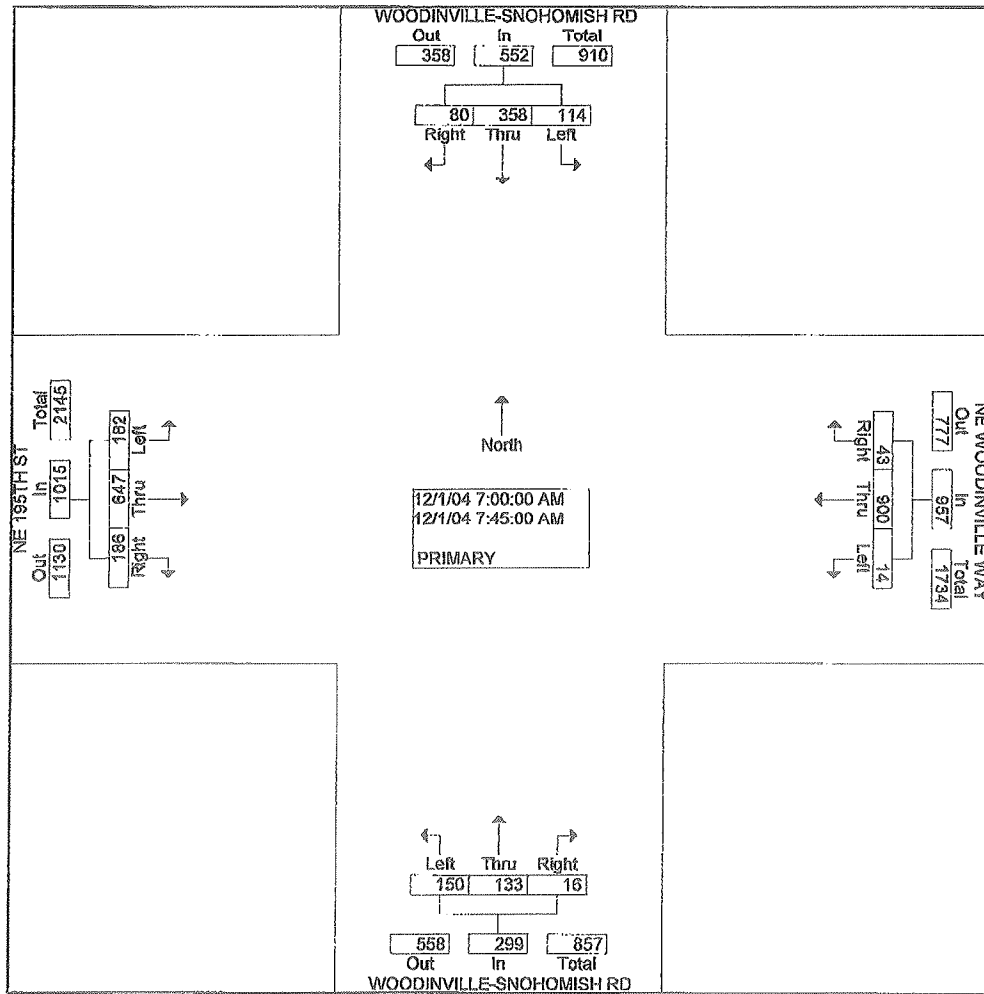 WOODINVILLE-SNOHOMISH RD
Out In Total
358 552 910
80 358 114
Right Thru Left
NE 195TH ST
Total In Out
2145 1015 1130
182 647 186
Left Thru Right
North
12/1/04 7:00:00 AM
12/1/04 7:45:00 AM
PRIMARY
NE WOODINVILLE WAY
Out In Total
777 957 1734
43 900 14
Right Thru Left
Left Thru Right
150 133 16
558 299 857
Out In Total
WOODINVILLE-SNOHOMISH RD